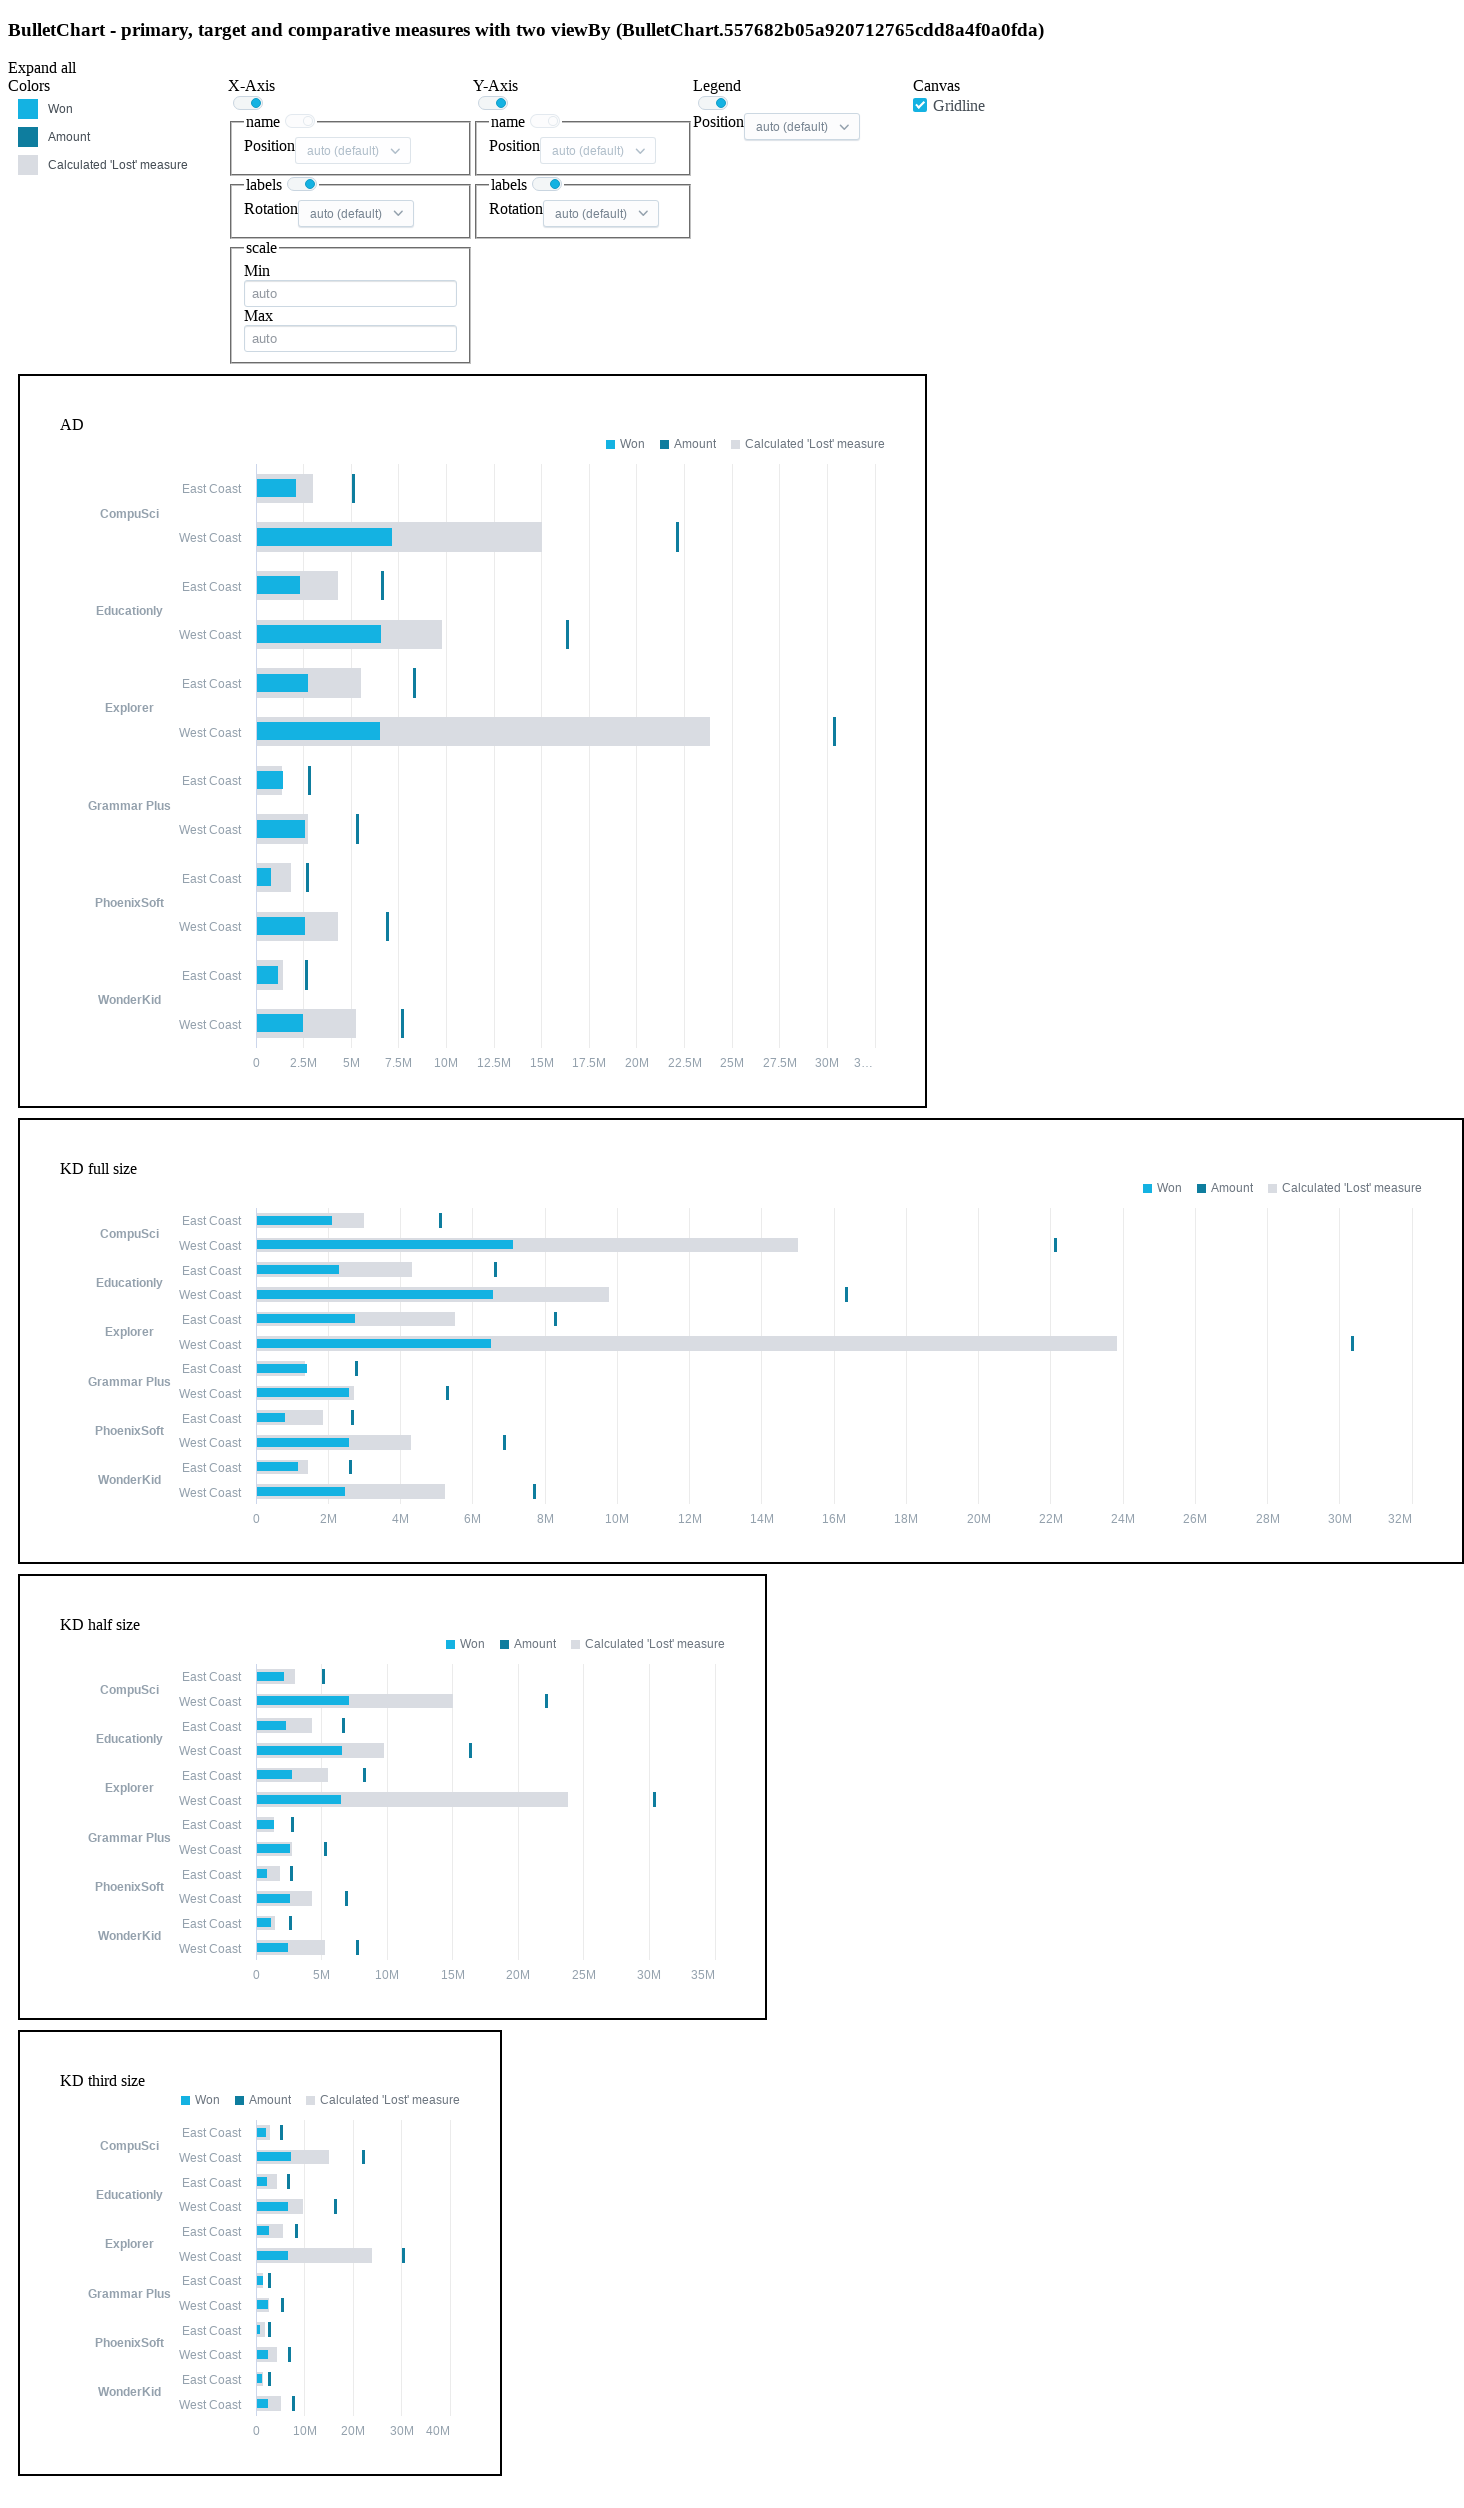 BulletChart - primary, target and comparative measures with two viewBy (BulletChart.557682b05a920712765cdd8a4f0a0fda)
Expand all
Colors
Won
Amount
Calculated 'Lost' measure
X-Axis
name
Position auto (default)
labels
Rotation auto (default)
scale
Min
auto
Max
auto
Y-Axis
name
Position auto (default)
labels
Rotation auto (default)
Legend
Position auto (default)
Canvas
Gridline
AD
Won Amount Calculated 'Lost' measure
CompuSci
East Coast
West Coast
Educationly
East Coast
West Coast
Explorer
East Coast
West Coast
Grammar Plus
East Coast
West Coast
PhoenixSoft
East Coast
West Coast
WonderKid
East Coast
West Coast
0 2.5M 5M 7.5M 10M 12.5M 15M 17.5M 20M 22.5M 25M 27.5M 30M 3…
KD full size
Won Amount Calculated 'Lost' measure
CompuSci
East Coast
West Coast
Educationly
East Coast
West Coast
Explorer
East Coast
West Coast
Grammar Plus
East Coast
West Coast
PhoenixSoft
East Coast
West Coast
WonderKid
East Coast
West Coast
0 2M 4M 6M 8M 10M 12M 14M 16M 18M 20M 22M 24M 26M 28M 30M 32M
KD half size
Won Amount Calculated 'Lost' measure
CompuSci
East Coast
West Coast
Educationly
East Coast
West Coast
Explorer
East Coast
West Coast
Grammar Plus
East Coast
West Coast
PhoenixSoft
East Coast
West Coast
WonderKid
East Coast
West Coast
0 5M 10M 15M 20M 25M 30M 35M
KD third size
Won Amount Calculated 'Lost' measure
CompuSci
East Coast
West Coast
Educationly
East Coast
West Coast
Explorer
East Coast
West Coast
Grammar Plus
East Coast
West Coast
PhoenixSoft
East Coast
West Coast
WonderKid
East Coast
West Coast
0 10M 20M 30M 40M